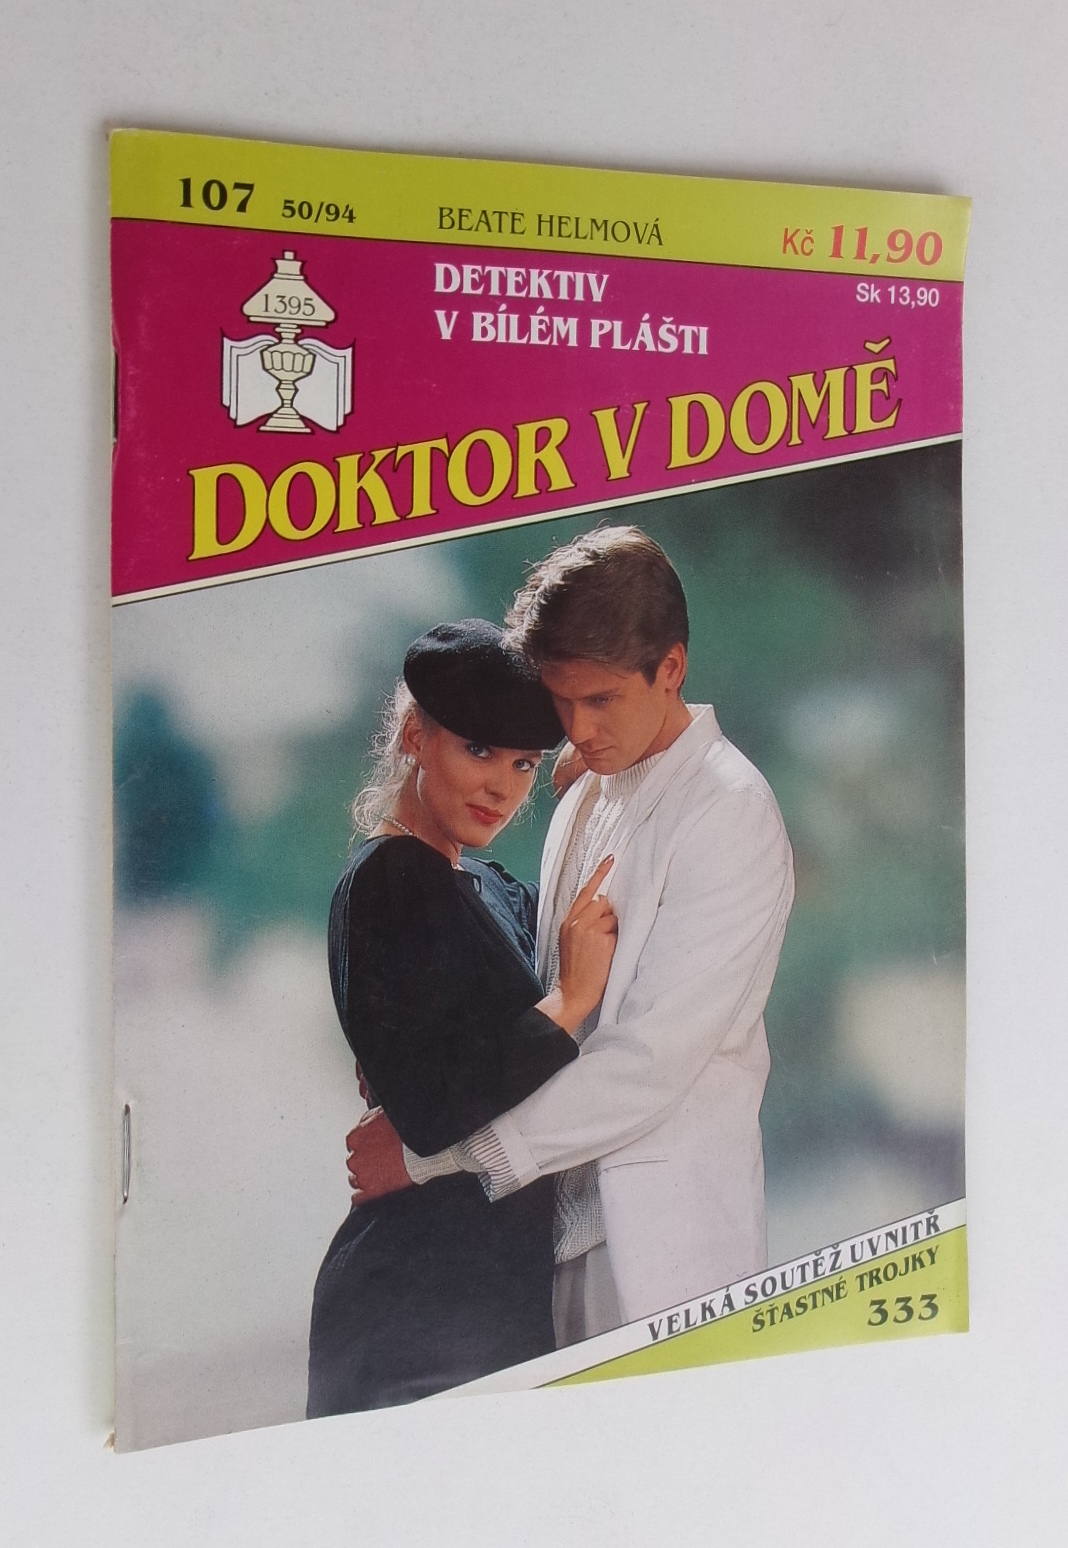 107 50/94 BEATE HELMOVÁ Kč 11,90
Sk 13,90
1395
DETEKTIV
V BÍLÉM PLÁŠTI
DOKTOR V DOMĚ
VELKÁ SOUTĚŽ UVNITŘ
ŠŤASTNÉ TROJKY
333